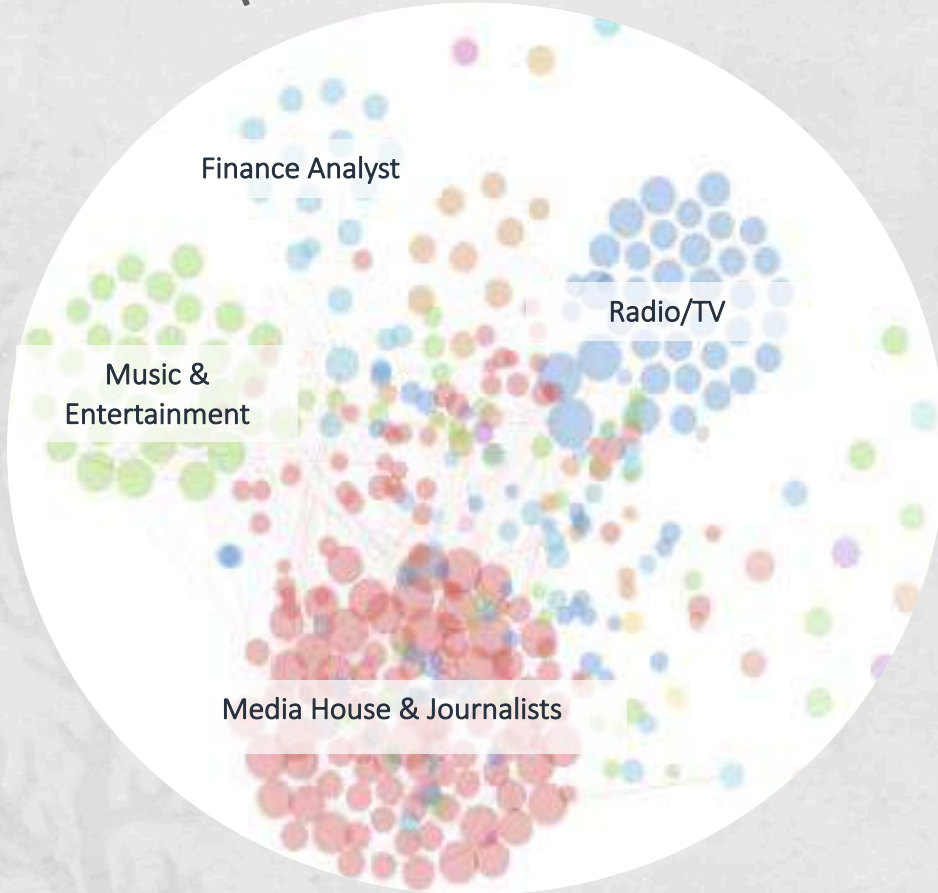 Finance Analyst
Radio/TV
Music &
Entertainment
Media House & Journalists